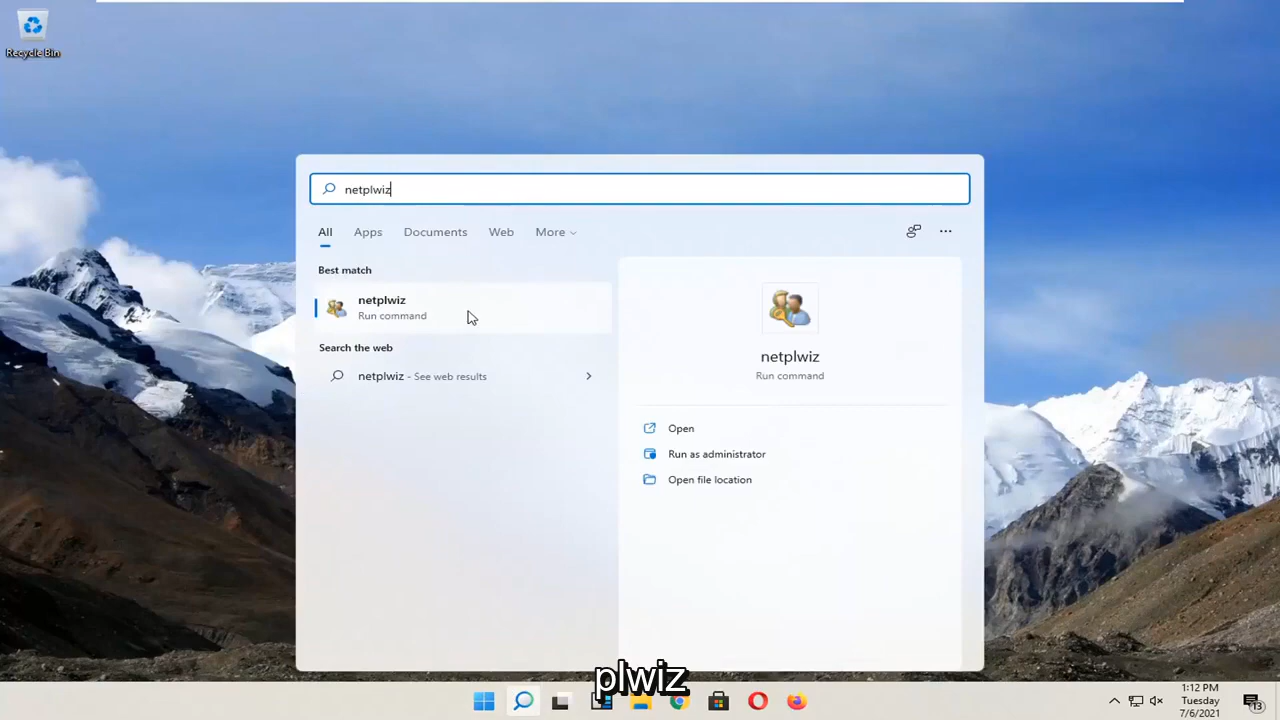 Recycle Bin
netplwiz
All Apps Documents Web More
Best match
netplwiz
Run command
Search the web
netplwiz - See web results
netplwiz
Run command
Open
Run as administrator
Open file location
plwiz
1:12 PM
Tuesday
7/6/2021
13